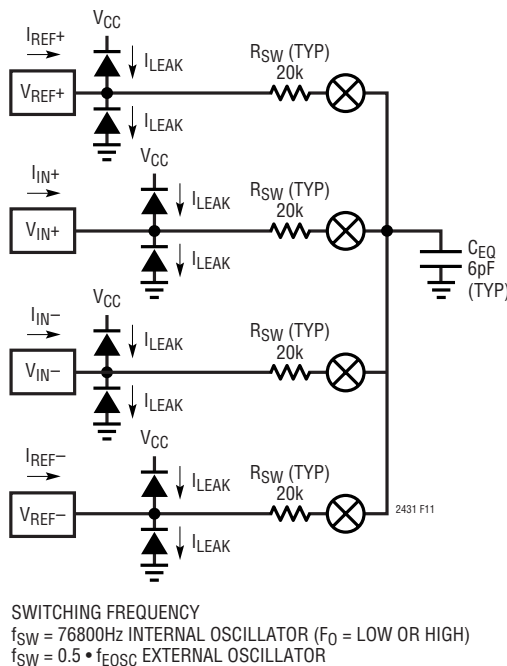 VCC
IREF+
ILEAK
VREF+
ILEAK
RSW (TYP)
20k
VCC
IIN+
ILEAK
VIN+
ILEAK
RSW (TYP)
20k
CEQ
6pF
(TYP)
VCC
IIN–
ILEAK
VIN–
ILEAK
RSW (TYP)
20k
VCC
IREF–
ILEAK
VREF–
ILEAK
RSW (TYP)
20k
2431 F11
SWITCHING FREQUENCY
fSW = 76800Hz INTERNAL OSCILLATOR (FO = LOW OR HIGH)
fSW = 0.5 • fEOSC EXTERNAL OSCILLATOR